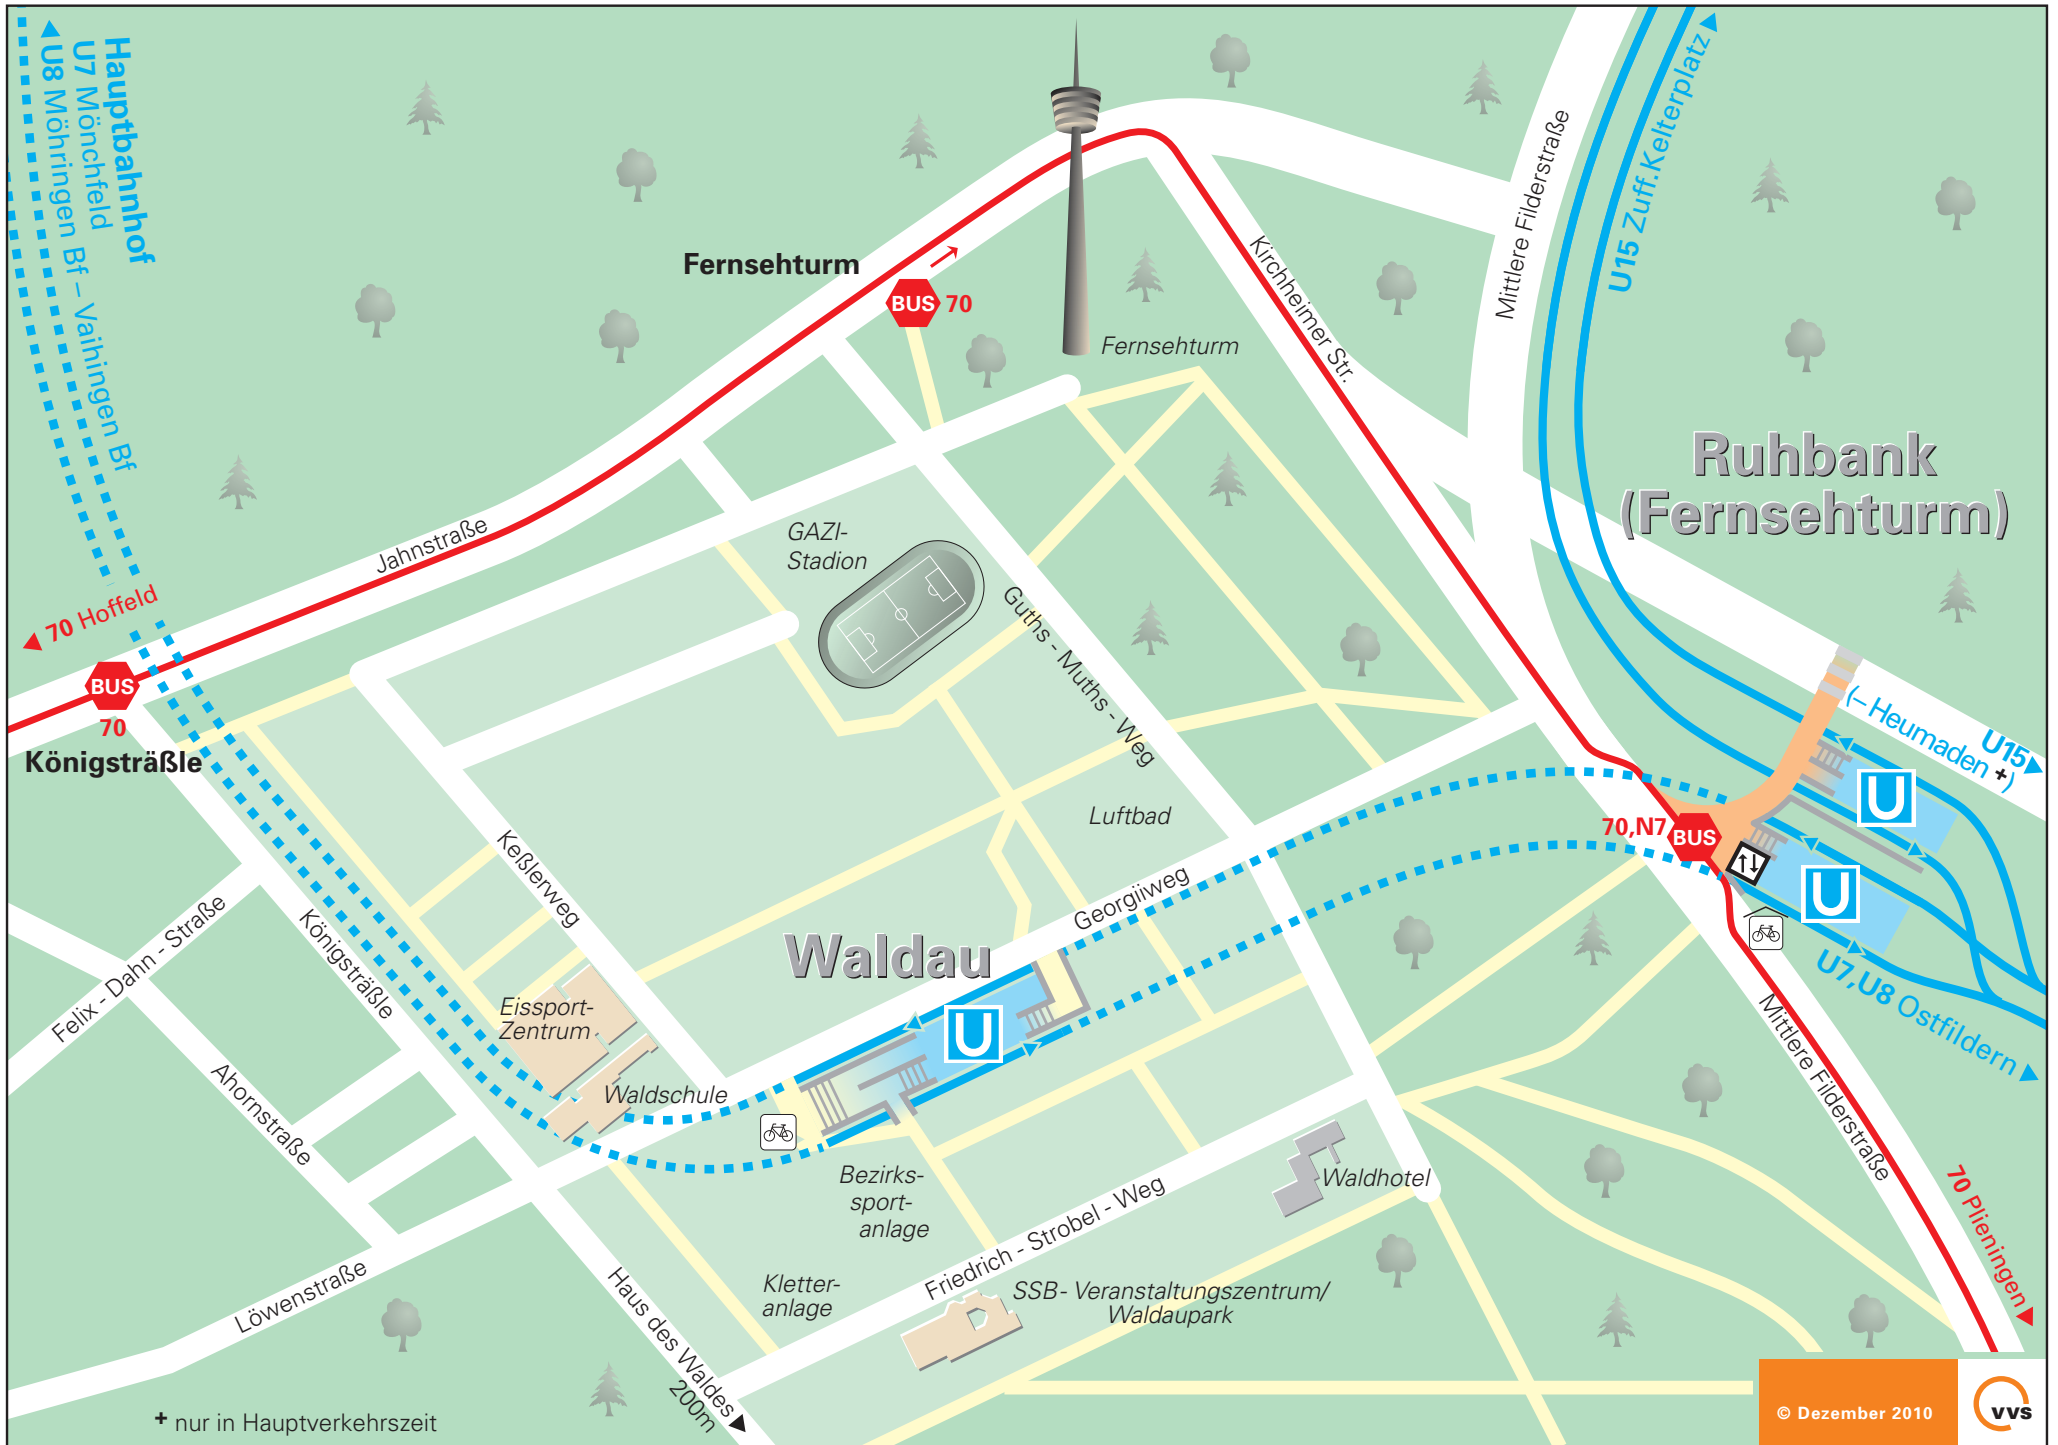 Hauptbahnhof
U7 Mönchfeld
U8 Möhringen Bf – Vaihingen Bf
U15 Zuff.Kelterplatz
Mittlere Filderstraße
Fernsehturm
BUS 70
Fernsehturm
Kirchheimer Str.
Ruhbank
(Fernsehturm)
Jahnstraße
GAZI-
Stadion
Guths - Muths - Weg
70 Hoffeld
BUS
70
Königsträßle
U15
(– Heumaden +)
U
Luftbad
70,N7 BUS
U
Keßlerweg
Georgiiweg
Felix - Dahn - Straße
Königsträßle
Waldau
U7,U8 Ostfildern
Eissport-
Zentrum
U
Mittlere Filderstraße
Ahornstraße
Waldschule
Bezirks-
sport-
anlage
Waldhotel
70 Plieningen
Friedrich - Strobel - Weg
Löwenstraße
Kletter-
anlage
SSB - Veranstaltungszentrum/
Waldaupark
Haus des Waldes
200m
+ nur in Hauptverkehrszeit
© Dezember 2010
VVS